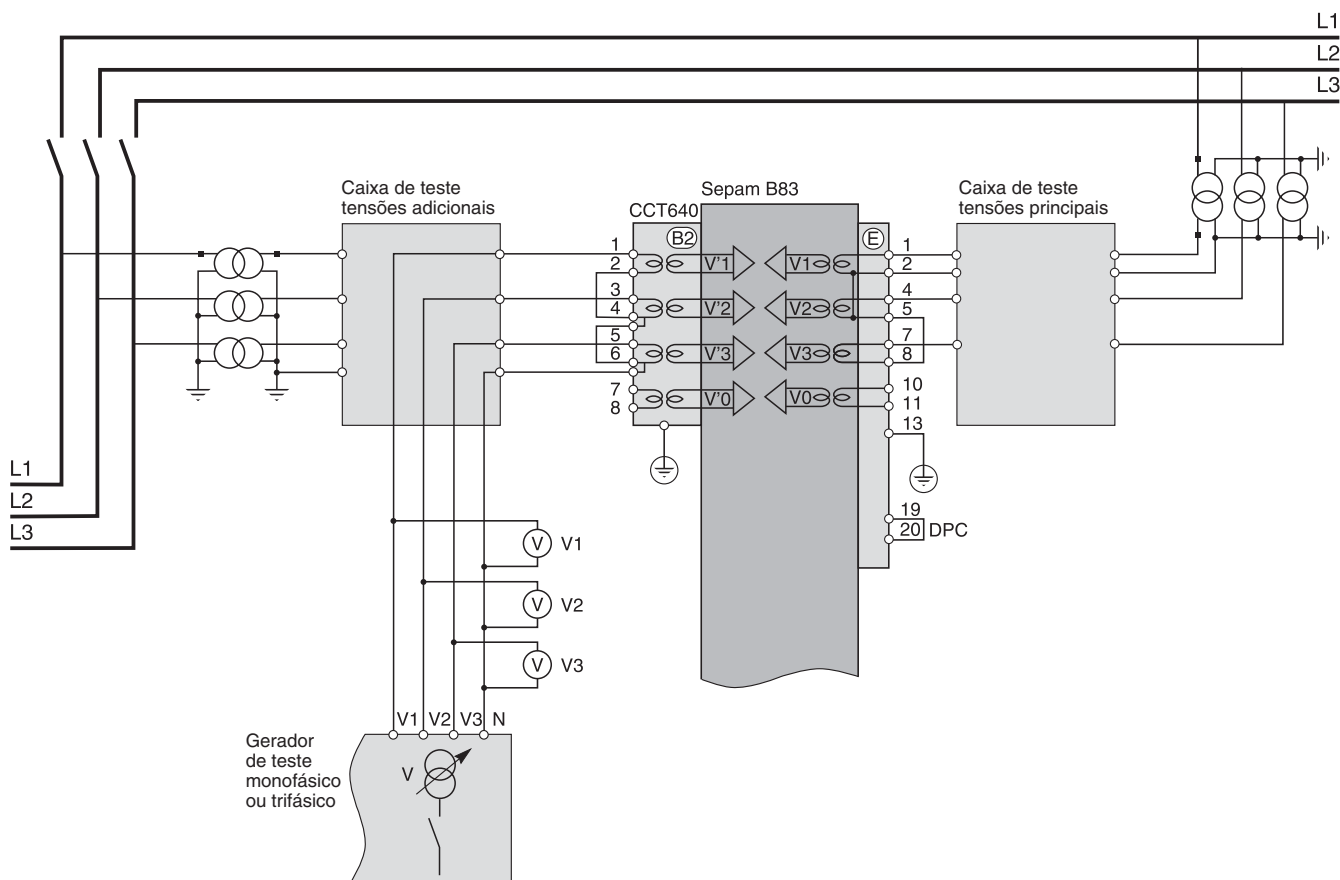 L1
L2
L3
Caixa de teste
tensões adicionais
Sepam B83
Caixa de teste
tensões principais
CCT640
B2
E
1
2
3
4
5
6
7
8
V'1
V'2
V'3
V'0
V1
V2
V3
V0
1
2
4
5
7
8
10
11
13
19
20
DPC
L1
L2
L3
V V1
V V2
V V3
V1 V2 V3 N
Gerador
de teste
monofásico
ou trifásico
V